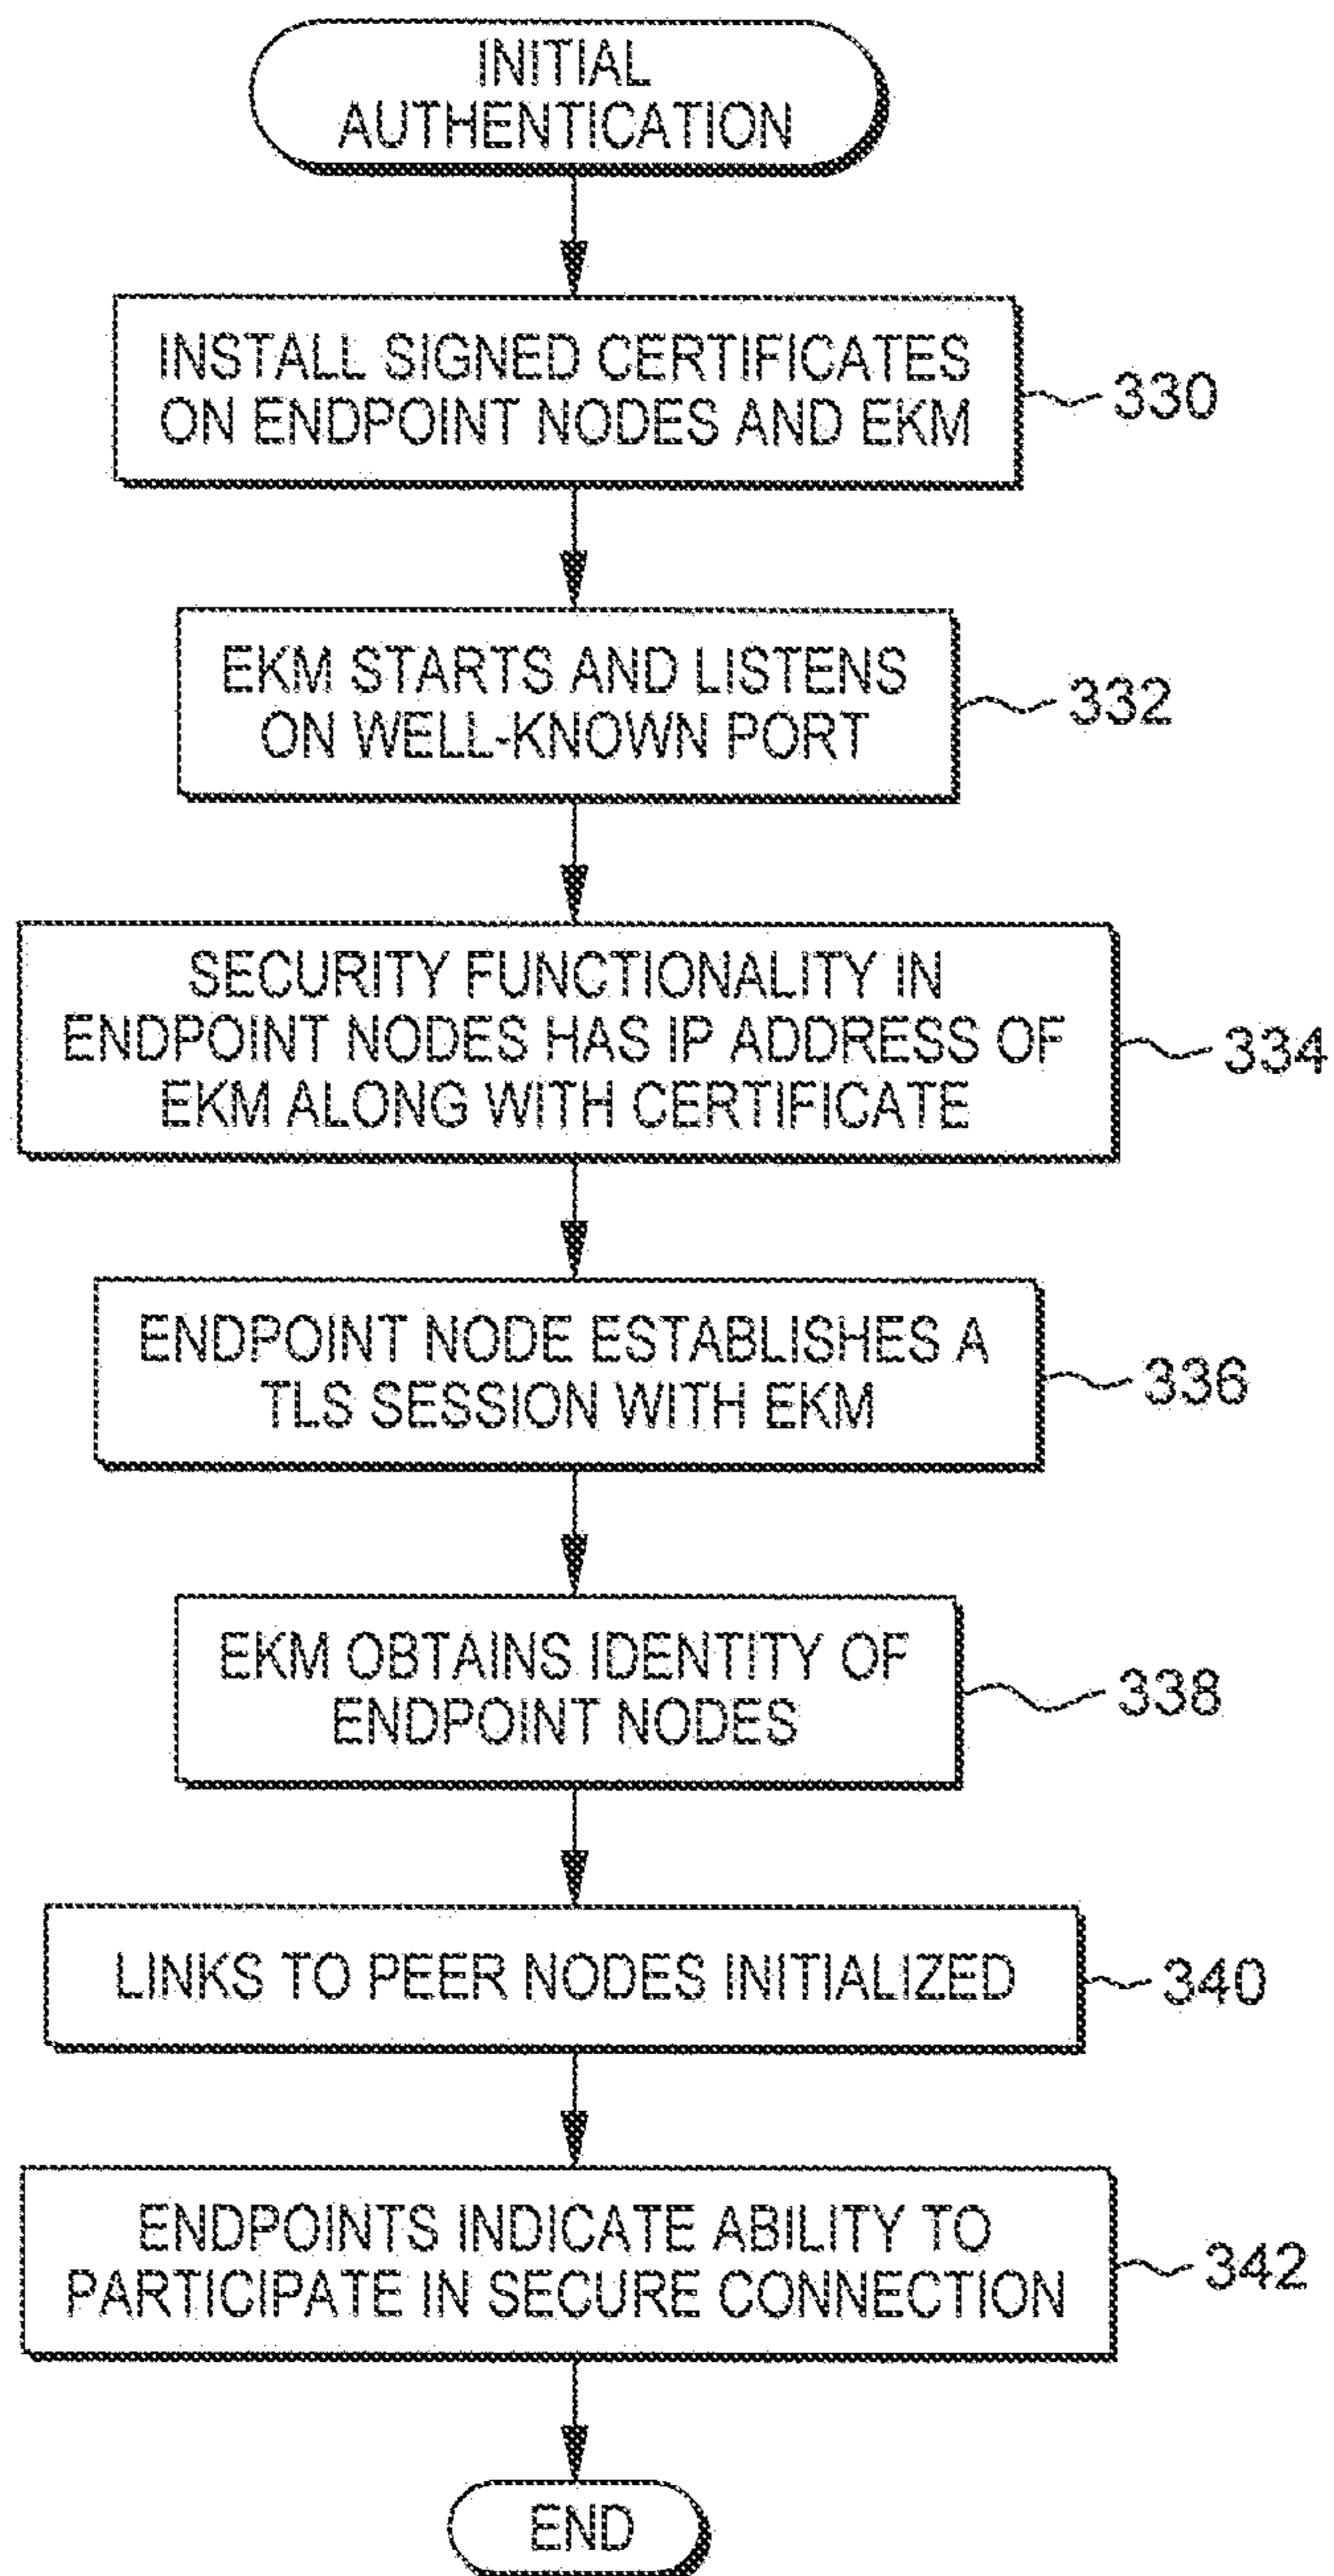 INITIAL
AUTHENTICATION
INSTALL SIGNED CERTIFICATES
ON ENDPOINT NODES AND EKM
330
EKM STARTS AND LISTENS
ON WELL-KNOWN PORT
332
SECURITY FUNCTIONALITY IN
ENDPOINT NODES HAS IP ADDRESS OF
EKM ALONG WITH CERTIFICATE
334
ENDPOINT NODE ESTABLISHES A
TLS SESSION WITH EKM
336
EKM OBTAINS IDENTITY OF
ENDPOINT NODES
338
LINKS TO PEER NODES INITIALIZED
340
ENDPOINTS INDICATE ABILITY TO
PARTICIPATE IN SECURE CONNECTION
342
END